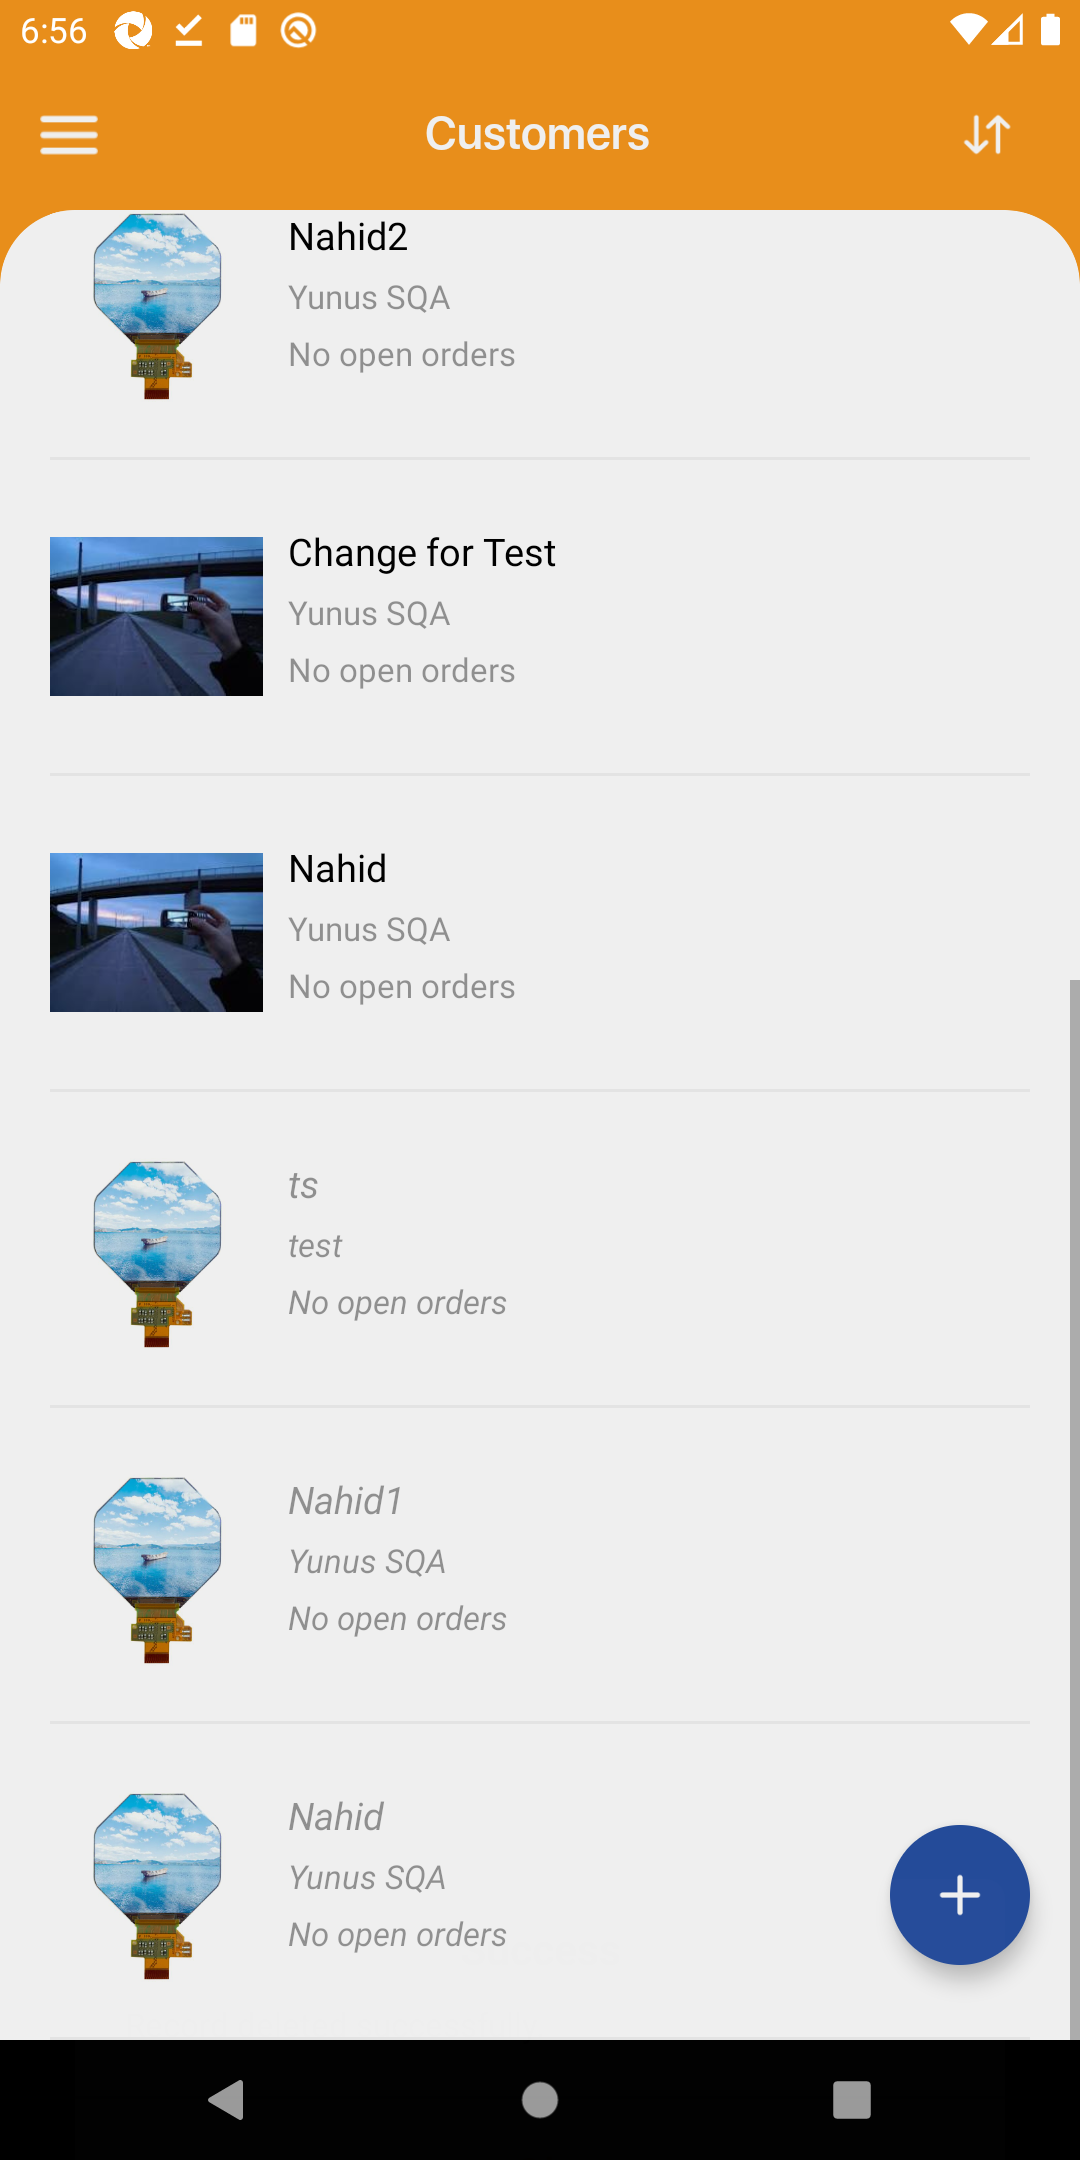 6:56
Customers
Nahid2
Yunus SQA
No open orders
Change for Test
Yunus SQA
No open orders
Nahid
Yunus SQA
No open orders
ts
test
No open orders
Nahid1
Yunus SQA
No open orders
Nahid
Yunus SQA
No open orders